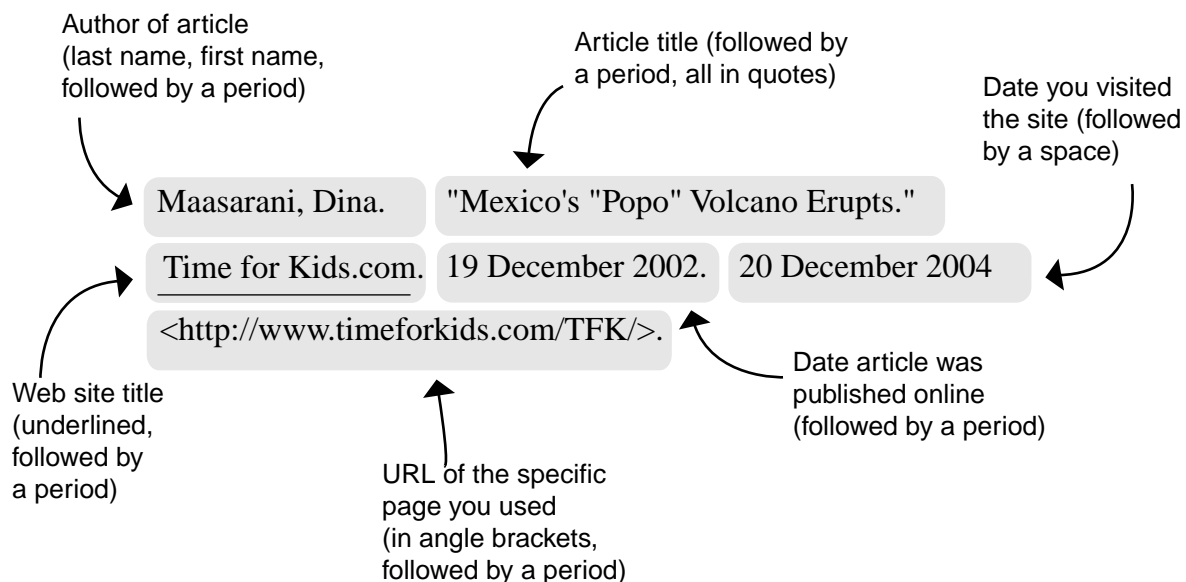 Author of article
(last name, first name,
followed by a period)
Article title (followed by
a period, all in quotes)
Date you visited
the site (followed
by a space)
Maasarani, Dina. "Mexico's "Popo" Volcano Erupts."
Time for Kids.com. 19 December 2002. 20 December 2004
<http://www.timeforkids.com/TFK/>.
Web site title
(underlined,
followed by
a period)
URL of the specific
page you used
(in angle brackets,
followed by a period)
Date article was
published online
(followed by a period)